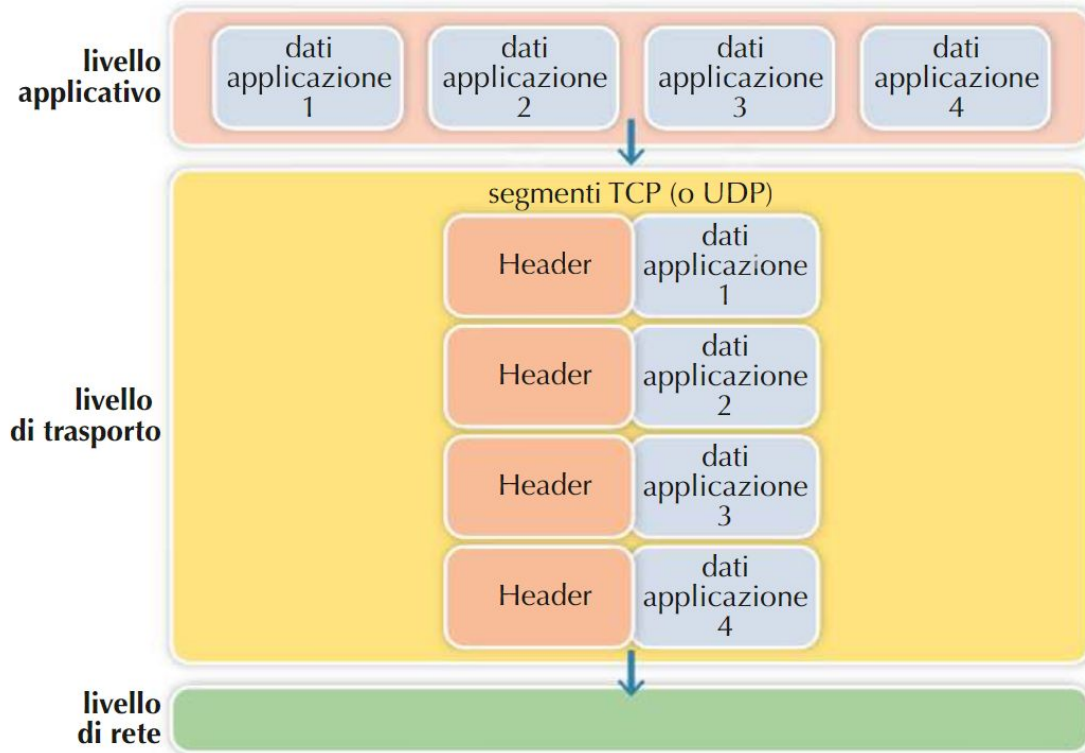 livello
applicativo
dati
applicazione
1
dati
applicazione
2
dati
applicazione
3
dati
applicazione
4
segmenti TCP (o UDP)
livello
di trasporto
Header
dati
applicazione
1
Header
dati
applicazione
2
Header
dati
applicazione
3
Header
dati
applicazione
4
livello
di rete